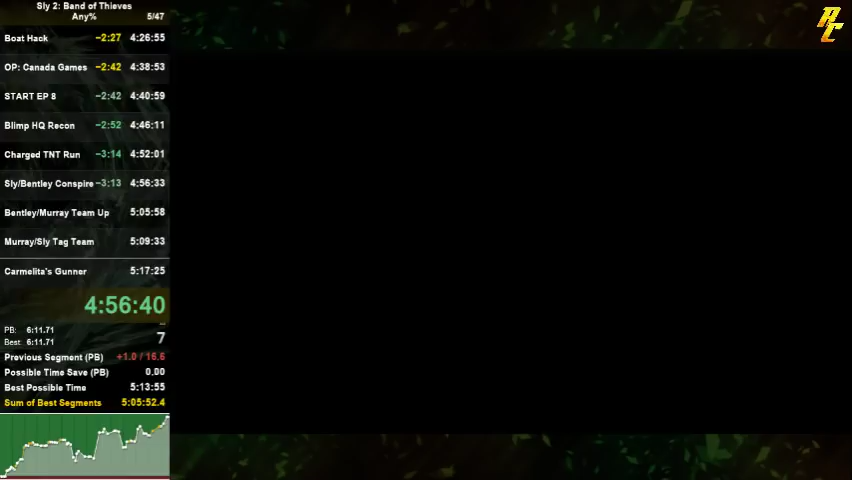 Sly 2: Band of Thieves
Any% 5/47
Boat Hack -2:27 4:26:55
OP: Canada Games -2:42 4:38:53
START EP 8 -2:42 4:40:59
Blimp HQ Recon -2:52 4:46:11
Charged TNT Run -3:14 4:52:01
Sly/Bentley Conspire -3:13 4:56:33
Bentley/Murray Team Up 5:05:58
Murray/Sly Tag Team 5:09:33
Carmelita's Gunner 5:17:25
4:56:40
PB: 6:11.71
Best: 6:11.71
7
Previous Segment (PB) +1.0 / 16.6
Possible Time Save (PB) 0.00
Best Possible Time 5:13:55
Sum of Best Segments 5:05:52.4